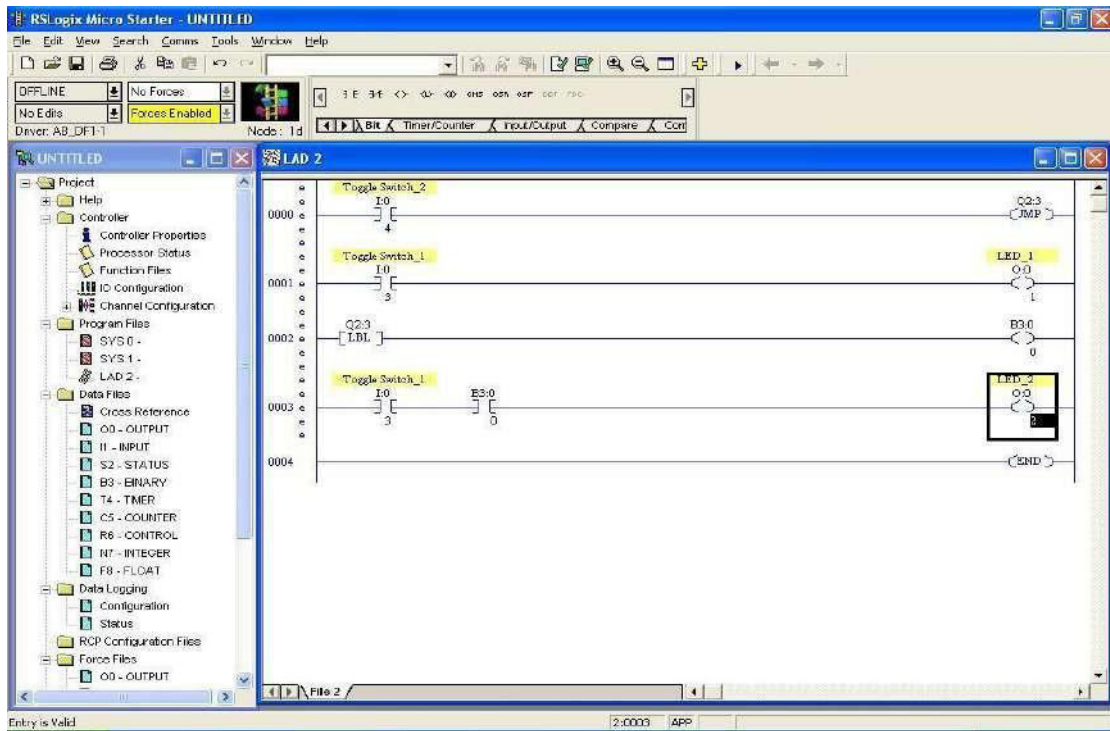 RSLogix Micro Starter - UNTITLED
File Edit View Search Comms Tools Window Help
OFFLINE No Forces
No Edits Forces Enabled
Driver: AB_DF1-1 Node: 1d
Bit Timer/Counter Input/Output Compare
UNTITLED
Project
Help
Controller
Controller Properties
Processor Status
Function Files
IO Configuration
Channel Configuration
Program Files
SYS 0 -
SYS 1 -
LAD 2 -
Data Files
Cross Reference
O0 - OUTPUT
I1 - INPUT
S2 - STATUS
B3 - BINARY
T4 - TIMER
C5 - COUNTER
R6 - CONTROL
N7 - INTEGER
F8 - FLOAT
Data Logging
Configuration
Status
RCP Configuration Files
Force Files
O0 - OUTPUT
LAD 2
Toggle Switch_2
I:0 Q2:3
0000 e JMP
4
Toggle Switch_1 LED_1
I:0 O:0
0001 e
3 1
Q2:3 B3:0
0002 e LBL
0
Toggle Switch_1 LED_2
I:0 B3:0 O:0
0003 e
3 0 2
0004 END
File 2
Entry is Valid 2:0003 APP